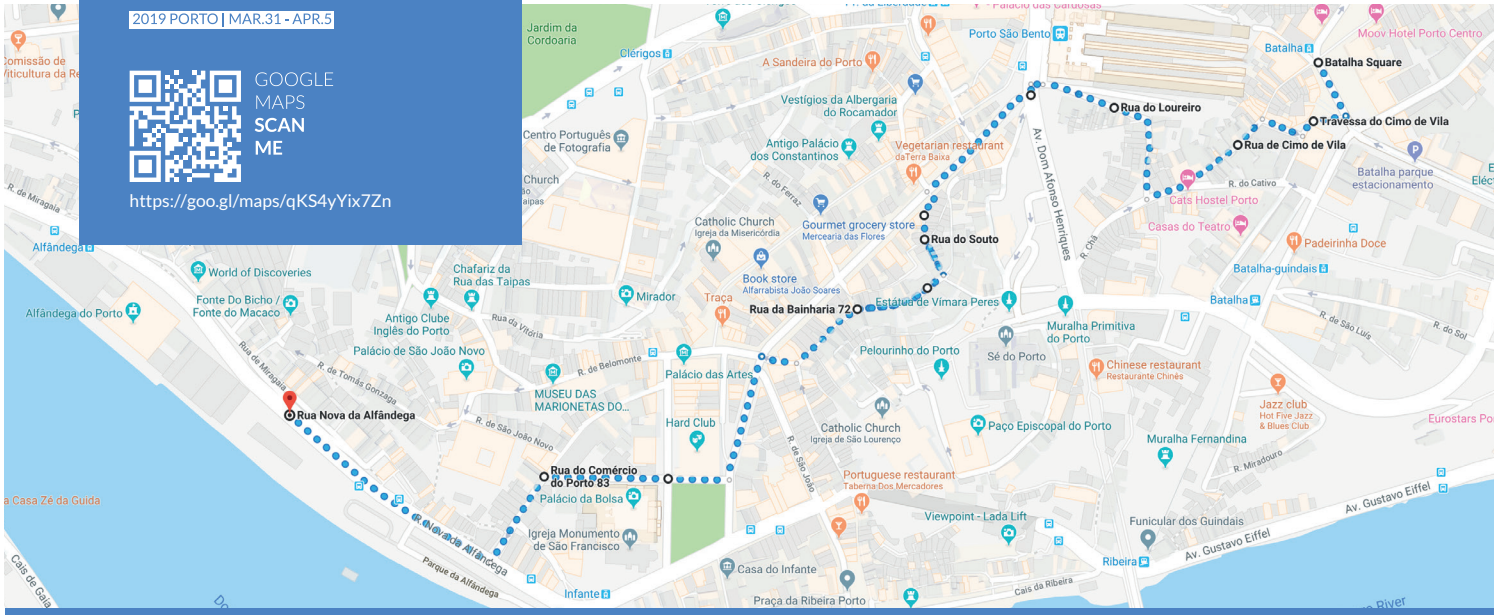 2019 PORTO | MAR.31 - APR.5
GOOGLE
MAPS
SCAN
ME
https://goo.gl/maps/qKS4yYix7Zn
Jardim da
Cordoaria
Clérigos
A Sandeira do Porto
Porto São Bento
Palácio das Cardosas
Batalha
Moov Hotel Porto Centro
Batalha Square
Comissão de
Viticultura da Re
Vestígios da Albergaria
do Rocamador
Rua do Loureiro
Travessa do Cimo de Vila
Rua de Cimo de Vila
Centro Português
de Fotografia
Antigo Palácio
dos Constantinos
Vegetarian restaurant
daTerra Baixa
Av. Dom Afonso Henriques
Batalha parque
estacionamento
Church
R. do Ferraz
R. do Cativo
Cats Hostel Porto
R. de Miragaia
Catholic Church
Igreja da Misericórdia
Gourmet grocery store
Mercearia das Flores
Rua do Souto
R. Chã
Casas do Teatro
Padeirinha Doce
Alfândega
World of Discoveries
Chafariz da
Rua das Taipas
Book store
Alfarrabista João Soares
Batalha-guindais
Fonte Do Bicho /
Fonte do Macaco
Mirador
Traça
Rua da Bainharia 72
Estátua de Vímara Peres
Batalha
Alfândega do Porto
Antigo Clube
Inglês do Porto
Rua da Vitória
Muralha Primitiva
do Porto
R. de São Luís
R. do Sol
Rua de Miragaia
Palácio de São João Novo
R. de Belomonte
Palácio das Artes
Pelourinho do Porto
Sé do Porto
Chinese restaurant
Restaurante Chinês
R. de Tomás Gonzaga
MUSEU DAS
MARIONETAS DO...
Rua Nova da Alfândega
Hard Club
Catholic Church
Igreja de São Lourenço
Paço Episcopal do Porto
Jazz club
Hot Five Jazz
& Blues Club
Eurostars Po
R. de São João Novo
R. de São João
Muralha Fernandina
R. Miradouro
Rua do Comércio
do Porto 83
Portuguese restaurant
Taberna Dos Mercadores
a Casa Zé da Guida
Palácio da Bolsa
Viewpoint - Lada Lift
Funicular dos Guindais
Av. Gustavo Eiffel
R. Nova da Alfândega
Igreja Monumento
de São Francisco
Av. Gustavo Eiffel
Parque da Alfândega
Casa do Infante
Ribeira
Cais de Gaia
Infante
Praça da Ribeira Porto
Cais da Ribeira
Do
River